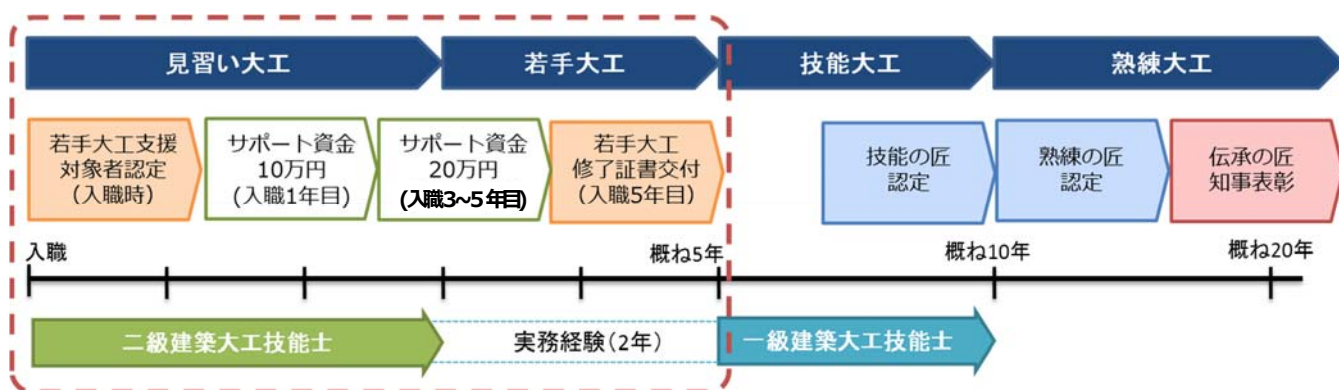 見習い大工
若手大工
技能大工
熟練大工
若手大工支援
対象者認定
(入職時)
サポート資金
10万円
(入職1年目)
サポート資金
20万円
(入職3~5年目)
若手大工
修了証書交付
(入職5年目)
技能の匠
認定
熟練の匠
認定
伝承の匠
知事表彰
入職
概ね5年
概ね10年
概ね20年
二級建築大工技能士
実務経験(2年)
一級建築大工技能士